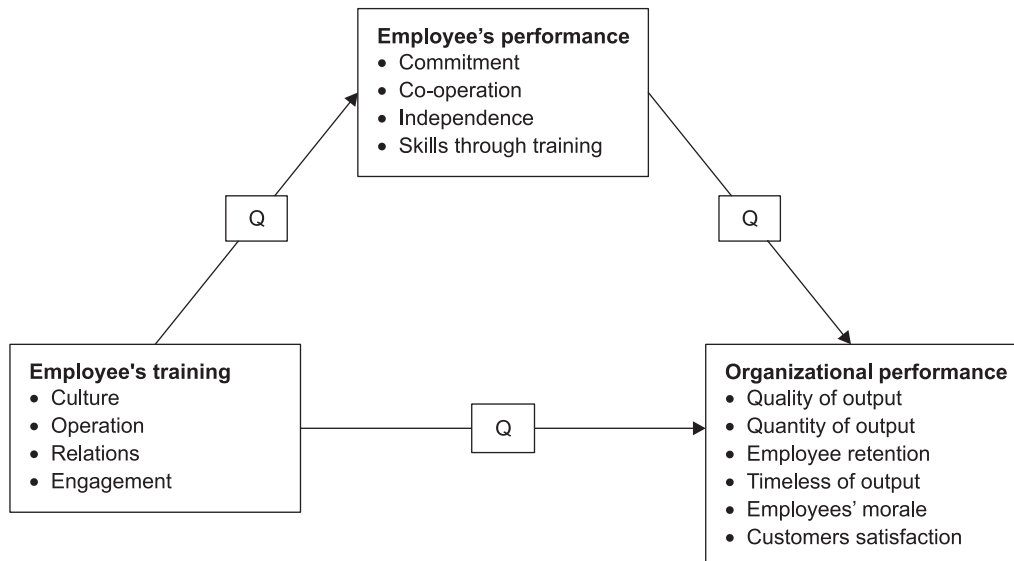 Employee’s performance
• Commitment
• Co-operation
• Independence
• Skills through training
Q
Q
Employee's training
• Culture
• Operation
• Relations
• Engagement
Q
Organizational performance
• Quality of output
• Quantity of output
• Employee retention
• Timeless of output
• Employees’ morale
• Customers satisfaction